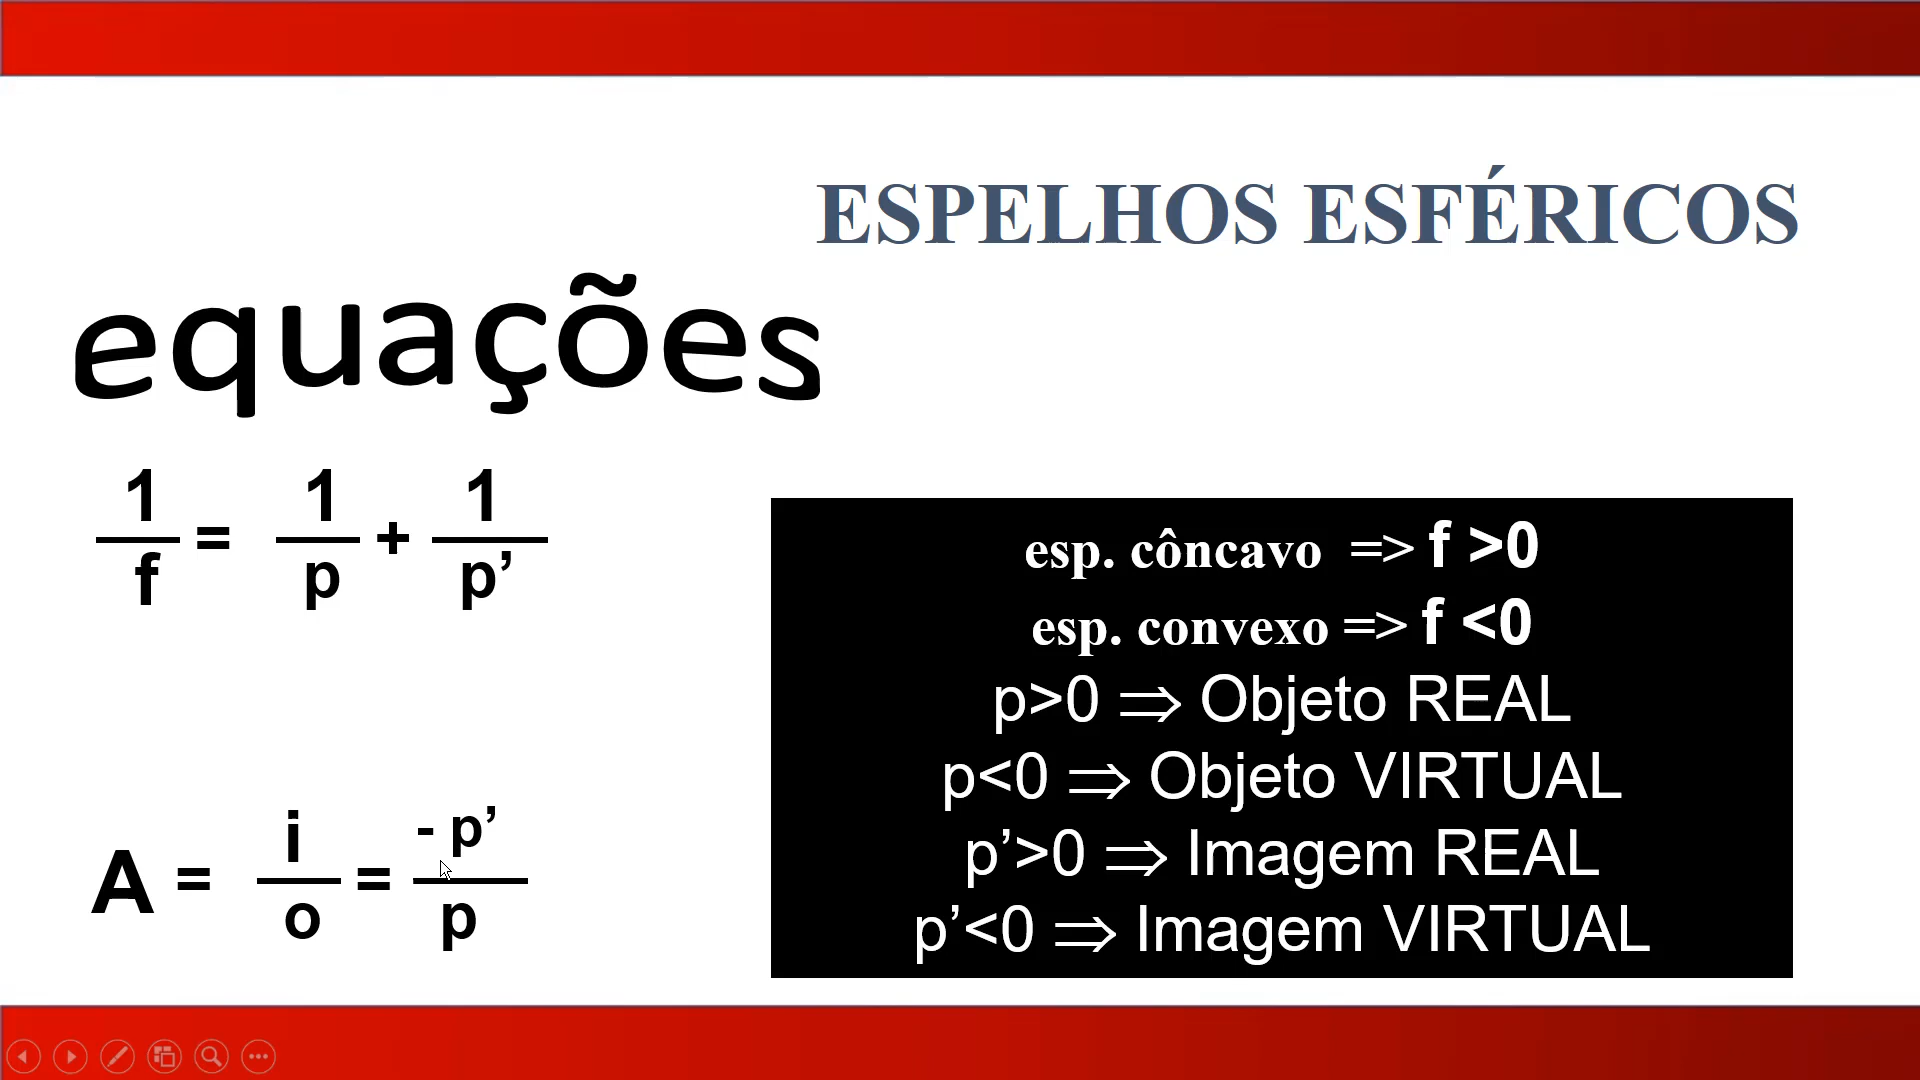 ESPELHOS ESFÉRICOS
equações
1/f = 1/p + 1/p’
A = i/o = - p’/p
esp. côncavo => f >0
esp. convexo => f <0
p>0 ⇒ Objeto REAL
p<0 ⇒ Objeto VIRTUAL
p’>0 ⇒ Imagem REAL
p’<0 ⇒ Imagem VIRTUAL